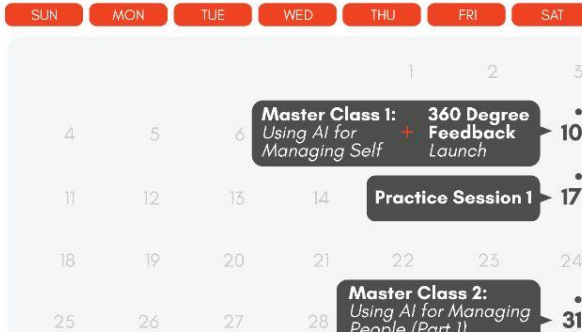 SUN MON TUE WED THU FRI SAT
1 2 3
Master Class 1: 360 Degree
4 5 6 Using AI for + Feedback 10
Managing Self Launch
11 12 13 14 Practice Session 1 17
18 19 20 21 22 23 24
Master Class 2:
25 26 27 28 Using AI for Managing 31
People (Part 1)